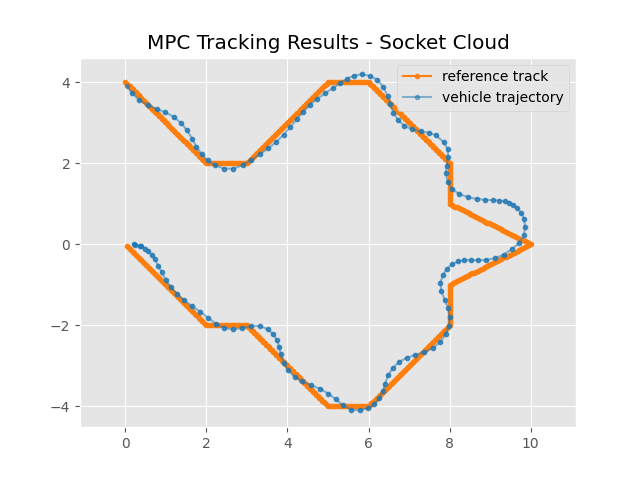 MPC Tracking Results - Socket Cloud
reference track
vehicle trajectory
4
2
0
−2
−4
0 2 4 6 8 10